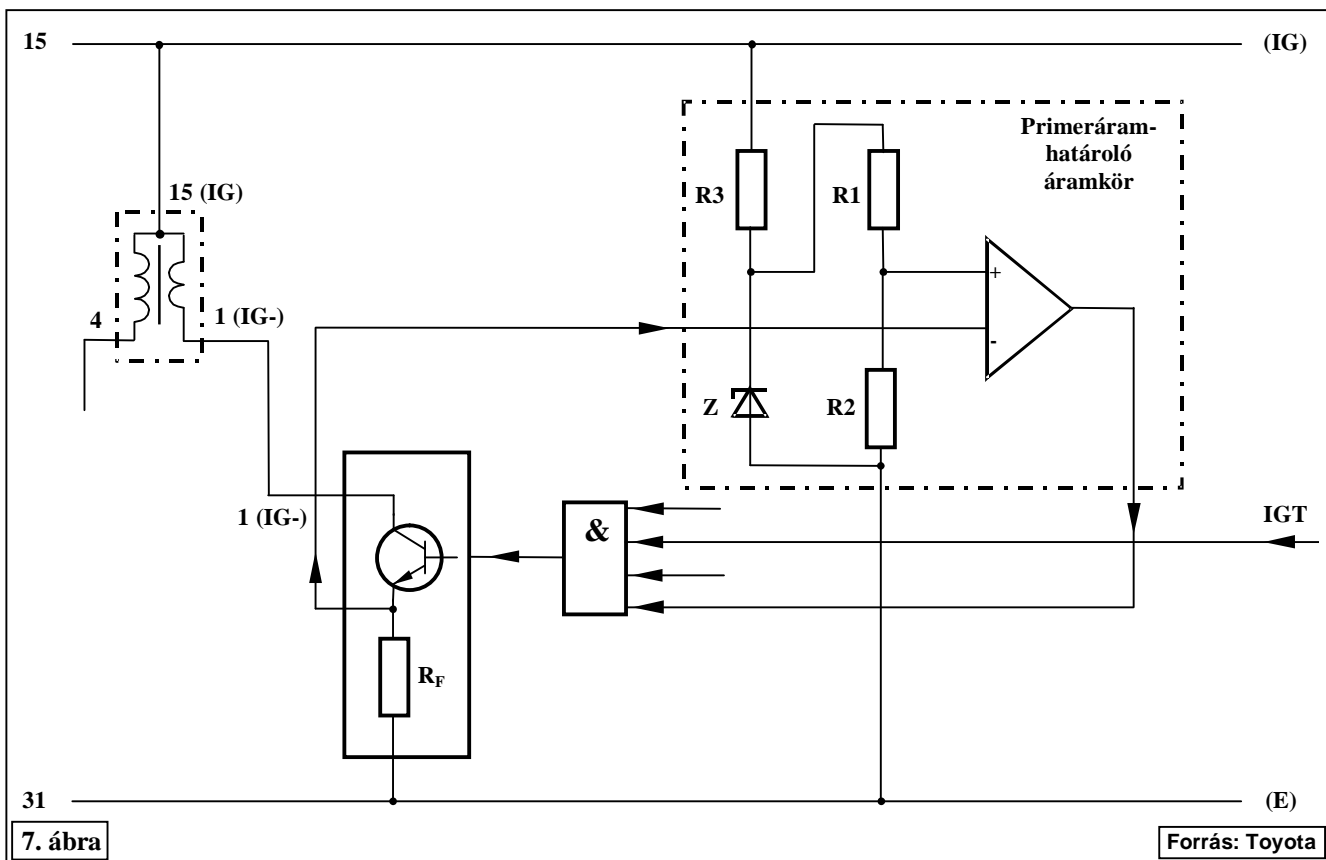 15
(IG)
Primeráram-
határoló
áramkör
15 (IG)
R3
R1
+
4
1 (IG-)
-
Z
R2
1 (IG-)
&
IGT
RF
31
(E)
7. ábra
Forrás: Toyota